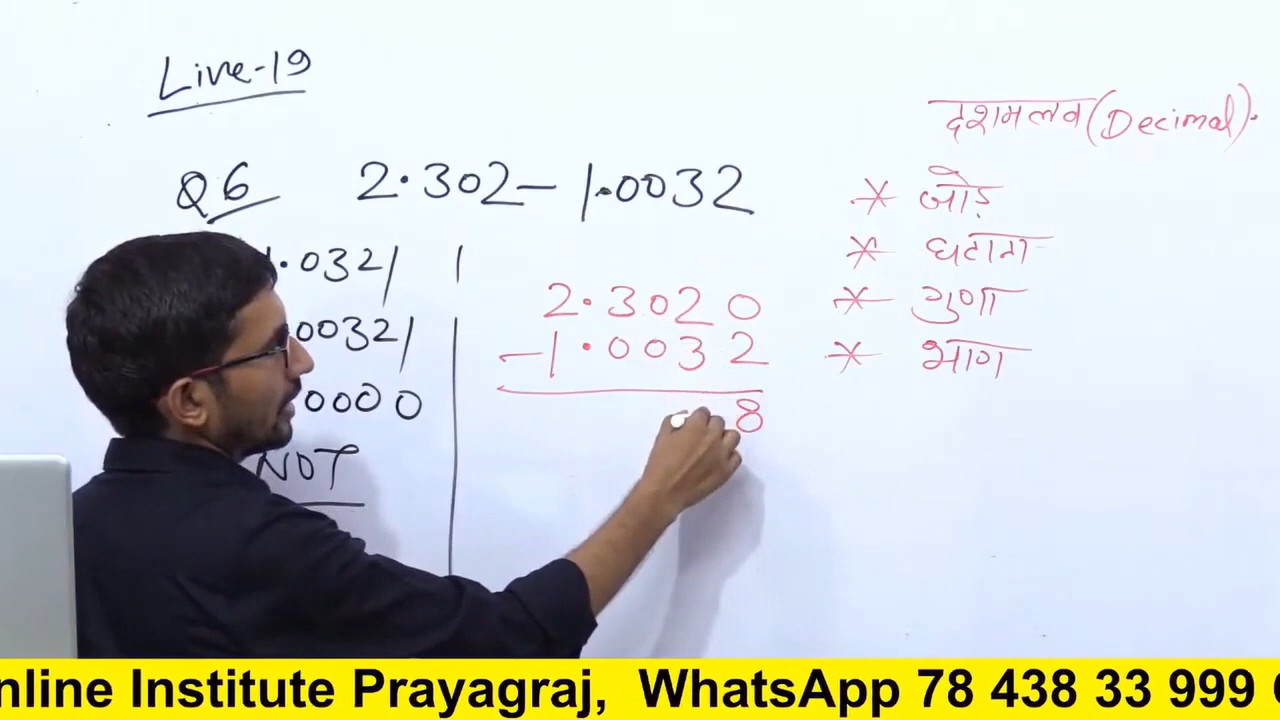 Live-19
दशमलव (Decimal).
Q6 2.302 - 1.0032
* जोड़
* घटाना
* गुणा
* भाग
.0321
.00321
0000
NOT
2.3020
- 1.0032
8
nline Institute Prayagraj, WhatsApp 78 438 33 999